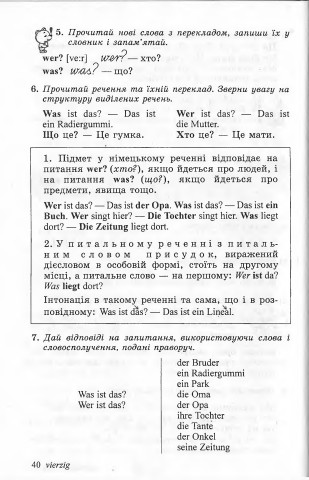 5. Прочитай нові слова з перекладом, запиши їх у
словник і запам'ятай.
wer? [ve:r] wer? — хто?
was? was? — що?
6. Прочитай речення та їхній переклад. Зверни увагу на
структуру виділених речень.
Was ist das? — Das ist
ein Radiergummi.
Що це? — Це гумка.
Wer ist das? — Das ist
die Mutter.
Хто це? — Це мати.
1. Підмет у німецькому реченні відповідає на
питання wer? (хто?), якщо йдеться про людей, і
на питання was? (що?), якщо йдеться про
предмети, явища тощо.
Wer ist das? — Das ist der Opa. Was ist das? — Das ist ein
Buch. Wer singt hier? — Die Tochter singt hier. Was liegt
dort? — Die Zeitung liegt dort.
2. У питальному реченні з питаль-
ним словом присудок, виражений
дієсловом в особовій формі, стоїть на другому
місці, а питальне слово — на першому: Wer ist da?
Was liegt dort?
Інтонація в такому реченні та сама, що і в роз-
повідному: Was ist das? — Das ist ein Lineal.
7. Дай відповіді на запитання, використовуючи слова і
словосполучення, подані праворуч.
Was ist das?
Wer ist das?
der Bruder
ein Radiergummi
ein Park
die Oma
der Opa
ihre Tochter
die Tante
der Onkel
seine Zeitung
40 vierzig